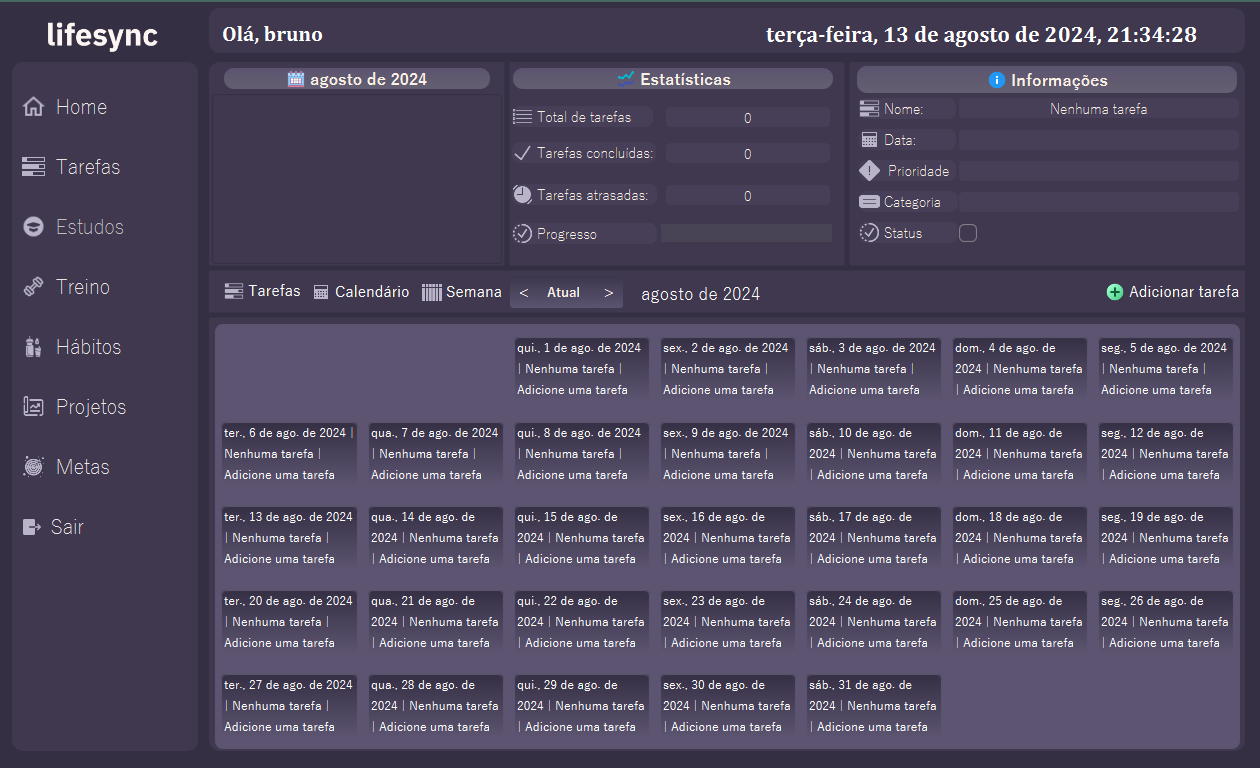 lifesync
Olá, bruno
terça-feira, 13 de agosto de 2024, 21:34:28
Home
Tarefas
Estudos
Treino
Hábitos
Projetos
Metas
Sair
agosto de 2024
Estatísticas
Total de tarefas 0
Tarefas concluídas: 0
Tarefas atrasadas: 0
Progresso
Informações
Nome: Nenhuma tarefa
Data:
Prioridade
Categoria
Status
Tarefas Calendário Semana < Atual > agosto de 2024 Adicionar tarefa
qui., 1 de ago. de 2024
| Nenhuma tarefa |
Adicione uma tarefa
sex., 2 de ago. de 2024
| Nenhuma tarefa |
Adicione uma tarefa
sáb., 3 de ago. de 2024
| Nenhuma tarefa |
Adicione uma tarefa
dom., 4 de ago. de
2024 | Nenhuma tarefa
| Adicione uma tarefa
seg., 5 de ago. de 2024
| Nenhuma tarefa |
Adicione uma tarefa
ter., 6 de ago. de 2024 |
Nenhuma tarefa |
Adicione uma tarefa
qua., 7 de ago. de 2024
| Nenhuma tarefa |
Adicione uma tarefa
qui., 8 de ago. de 2024
| Nenhuma tarefa |
Adicione uma tarefa
sex., 9 de ago. de 2024
| Nenhuma tarefa |
Adicione uma tarefa
sáb., 10 de ago. de
2024 | Nenhuma tarefa
| Adicione uma tarefa
dom., 11 de ago. de
2024 | Nenhuma tarefa
| Adicione uma tarefa
seg., 12 de ago. de
2024 | Nenhuma tarefa
| Adicione uma tarefa
ter., 13 de ago. de 2024
| Nenhuma tarefa |
Adicione uma tarefa
qua., 14 de ago. de
2024 | Nenhuma tarefa
| Adicione uma tarefa
qui., 15 de ago. de
2024 | Nenhuma tarefa
| Adicione uma tarefa
sex., 16 de ago. de
2024 | Nenhuma tarefa
| Adicione uma tarefa
sáb., 17 de ago. de
2024 | Nenhuma tarefa
| Adicione uma tarefa
dom., 18 de ago. de
2024 | Nenhuma tarefa
| Adicione uma tarefa
seg., 19 de ago. de
2024 | Nenhuma tarefa
| Adicione uma tarefa
ter., 20 de ago. de 2024
| Nenhuma tarefa |
Adicione uma tarefa
qua., 21 de ago. de
2024 | Nenhuma tarefa
| Adicione uma tarefa
qui., 22 de ago. de
2024 | Nenhuma tarefa
| Adicione uma tarefa
sex., 23 de ago. de
2024 | Nenhuma tarefa
| Adicione uma tarefa
sáb., 24 de ago. de
2024 | Nenhuma tarefa
| Adicione uma tarefa
dom., 25 de ago. de
2024 | Nenhuma tarefa
| Adicione uma tarefa
seg., 26 de ago. de
2024 | Nenhuma tarefa
| Adicione uma tarefa
ter., 27 de ago. de 2024
| Nenhuma tarefa |
Adicione uma tarefa
qua., 28 de ago. de
2024 | Nenhuma tarefa
| Adicione uma tarefa
qui., 29 de ago. de
2024 | Nenhuma tarefa
| Adicione uma tarefa
sex., 30 de ago. de
2024 | Nenhuma tarefa
| Adicione uma tarefa
sáb., 31 de ago. de
2024 | Nenhuma tarefa
| Adicione uma tarefa